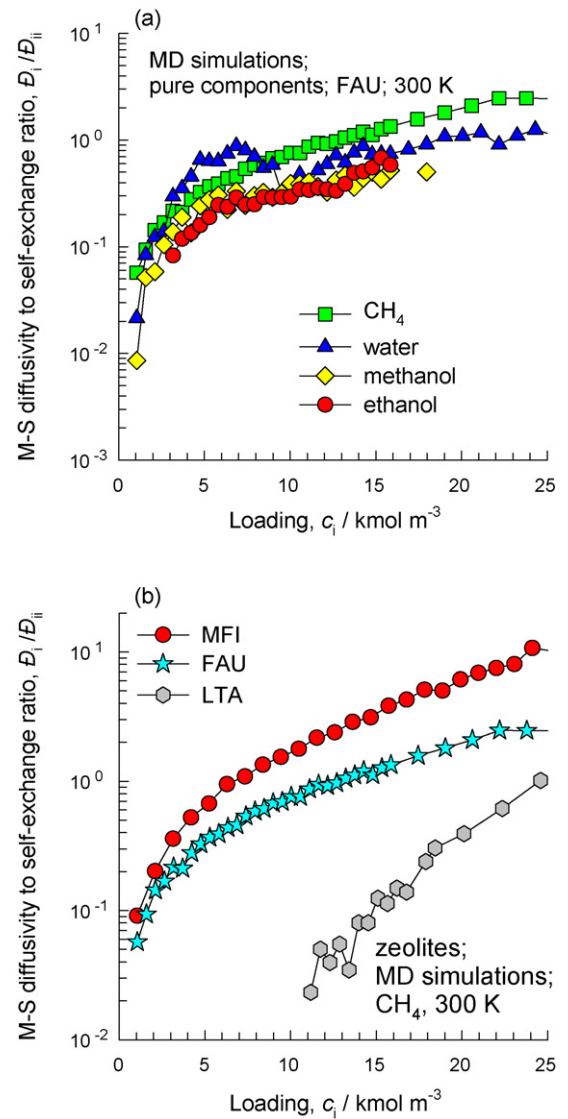 (a)
MD simulations;
pure components; FAU; 300 K
M-S diffusivity to self-exchange ratio, Đᵢ/Đᵢᵢ
10¹
10⁰
10⁻¹
10⁻²
10⁻³
CH₄
water
methanol
ethanol
0 5 10 15 20 25
Loading, cᵢ / kmol m⁻³
(b)
MFI
FAU
LTA
M-S diffusivity to self-exchange ratio, Đᵢ/Đᵢᵢ
10¹
10⁰
10⁻¹
10⁻²
zeolites;
MD simulations;
CH₄, 300 K
0 5 10 15 20 25
Loading, cᵢ / kmol m⁻³